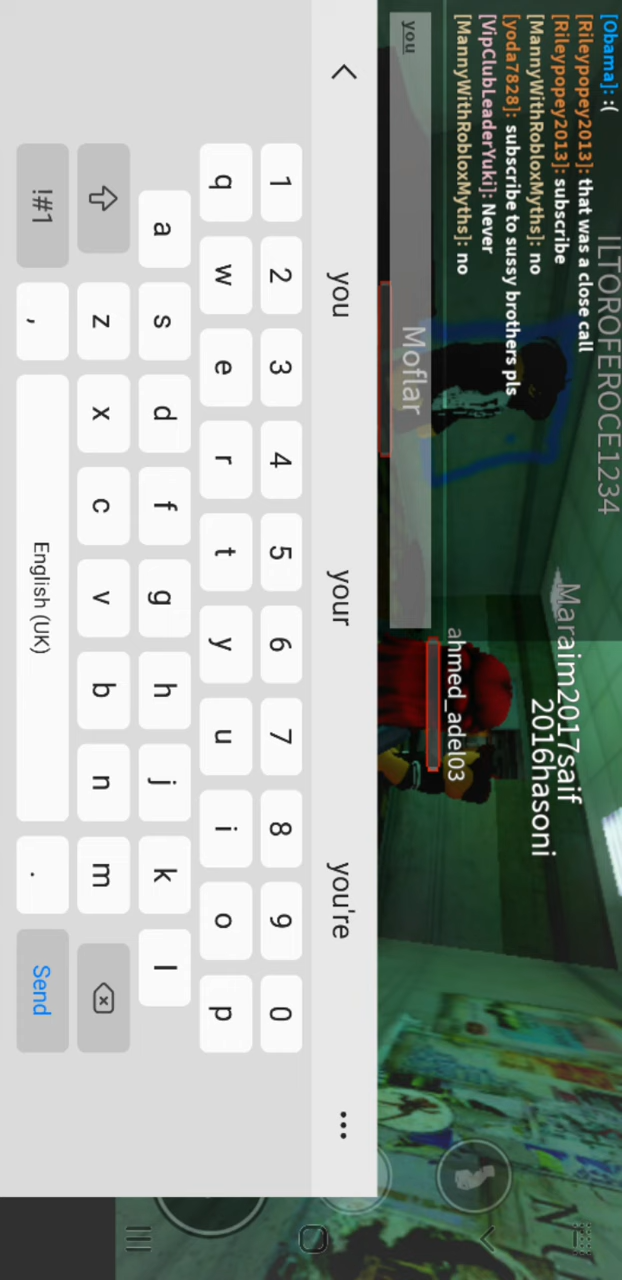 [Obama]: :(
[Rileypopey2013]: that was a close call
[Rileypopey2013]: subscribe
[MannyWithRobloxMyths]: no
[yoda7828]: subscribe to sussy brothers pls
[VipClubLeaderYuki]: Never
[MannyWithRobloxMyths]: no
ILTOROFEROCE1234
Maraim2017saif
2016hasoni
ahmed_adel03
Moflar
you
you your you're
1 2 3 4 5 6 7 8 9 0
q w e r t y u i o p
a s d f g h j k l
z x c v b n m
!#1 , English (UK) . Send